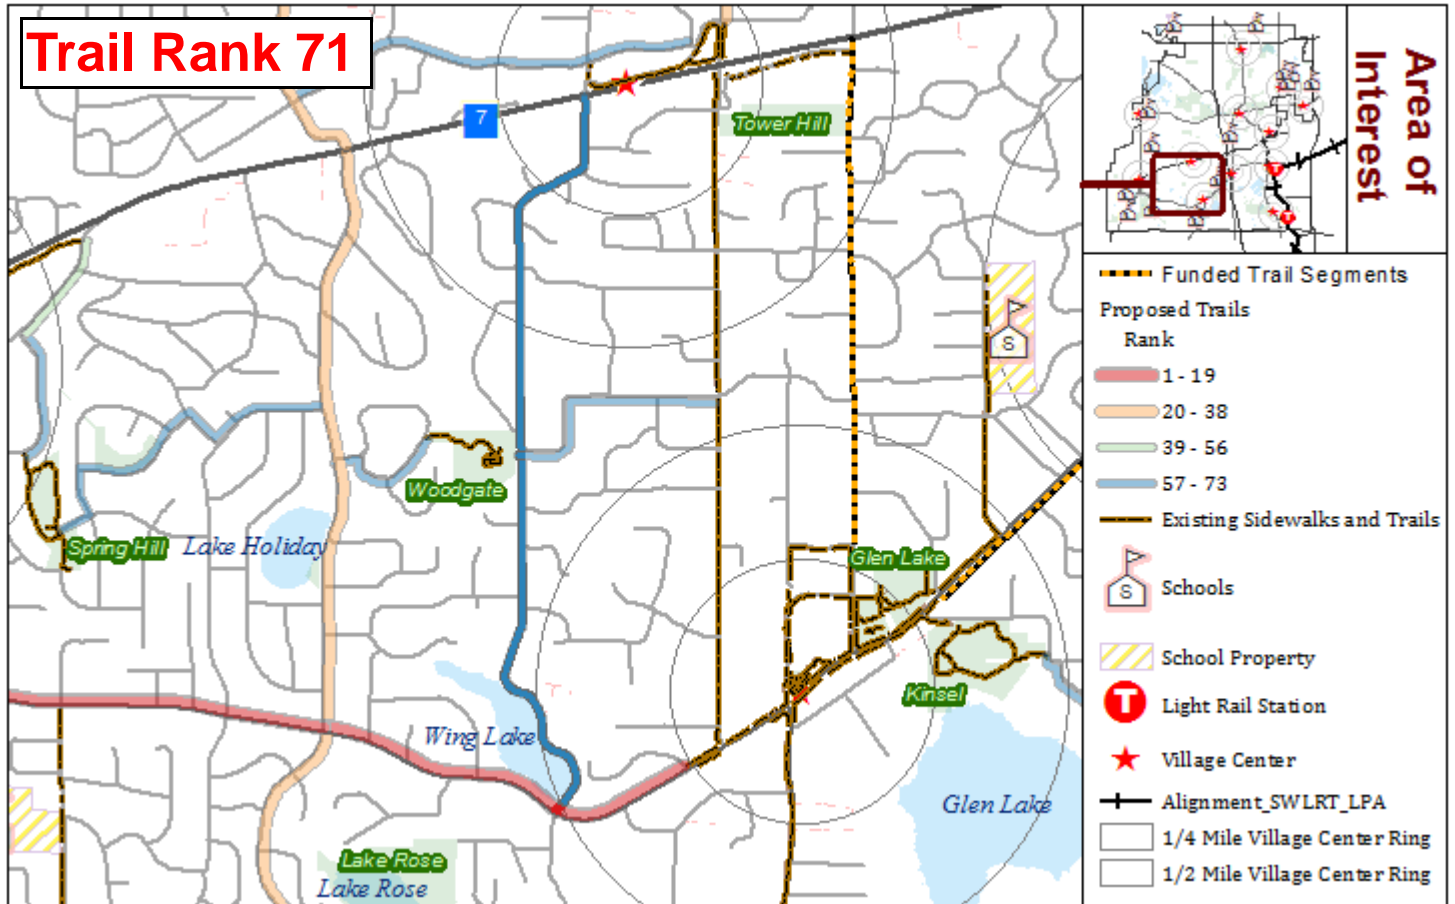 Trail Rank 71
7
Tower Hill
Woodgate
Spring Hill
Lake Holiday
Glen Lake
Kinsel
Wing Lake
Glen Lake
Lake Rose
Lake Rose
S
Area of
Interest
T
T
Funded Trail Segments
Proposed Trails
Rank
1 - 19
20 - 38
39 - 56
57 - 73
Existing Sidewalks and Trails
S
Schools
School Property
T
Light Rail Station
Village Center
Alignment_SWLRT_LPA
1/4 Mile Village Center Ring
1/2 Mile Village Center Ring